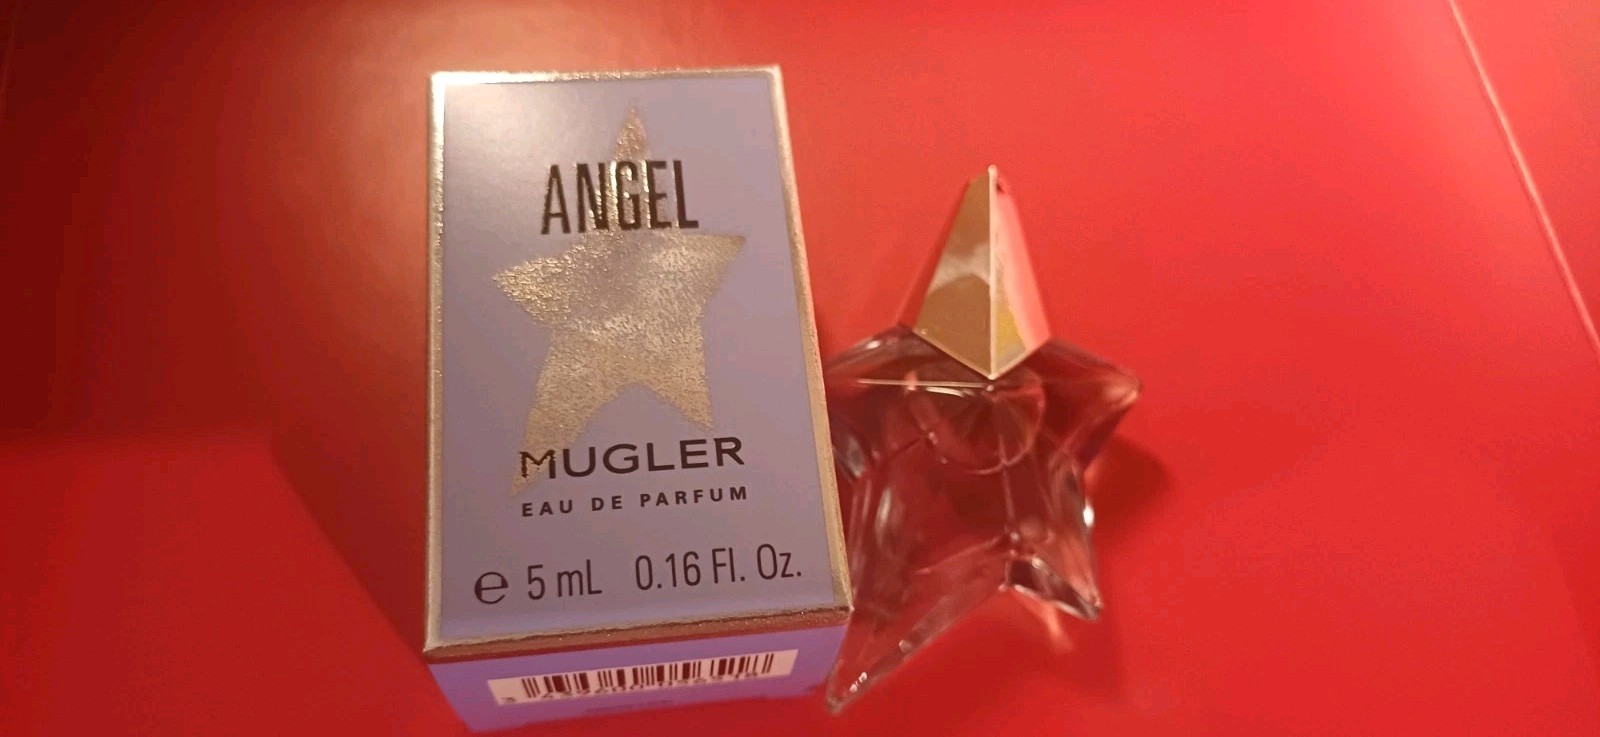 ANGEL
MUGLER
EAU DE PARFUM
e 5 mL 0.16 Fl. Oz.